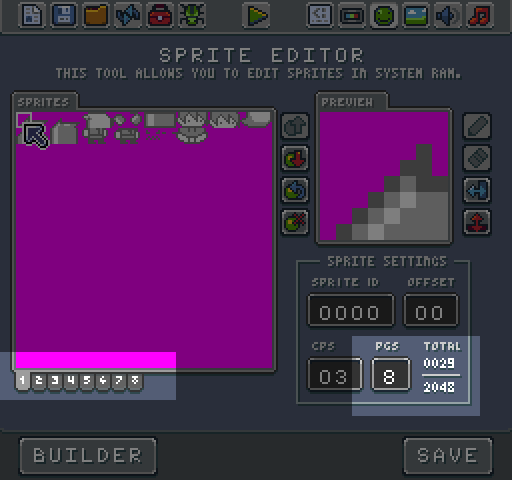 SPRITE EDITOR
THIS TOOL ALLOWS YOU TO EDIT SPRITES IN SYSTEM RAM.
SPRITES
PREVIEW
SPRITE SETTINGS
SPRITE ID OFFSET
0000 00
CPS PGS TOTAL
03 8 0029
2048
1 2 3 4 5 6 7 8
BUILDER SAVE